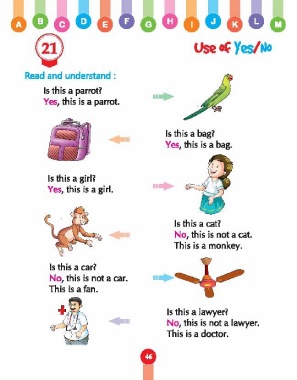 A B C D E F G H I J K L M
21
Use of Yes/No
Read and understand :
Is this a parrot?
Yes, this is a parrot.
Is this a bag?
Yes, this is a bag.
Is this a girl?
Yes, this is a girl.
Is this a cat?
No, this is not a cat.
This is a monkey.
Is this a car?
No, this is not a car.
This is a fan.
Is this a lawyer?
No, this is not a lawyer.
This is a doctor.
46